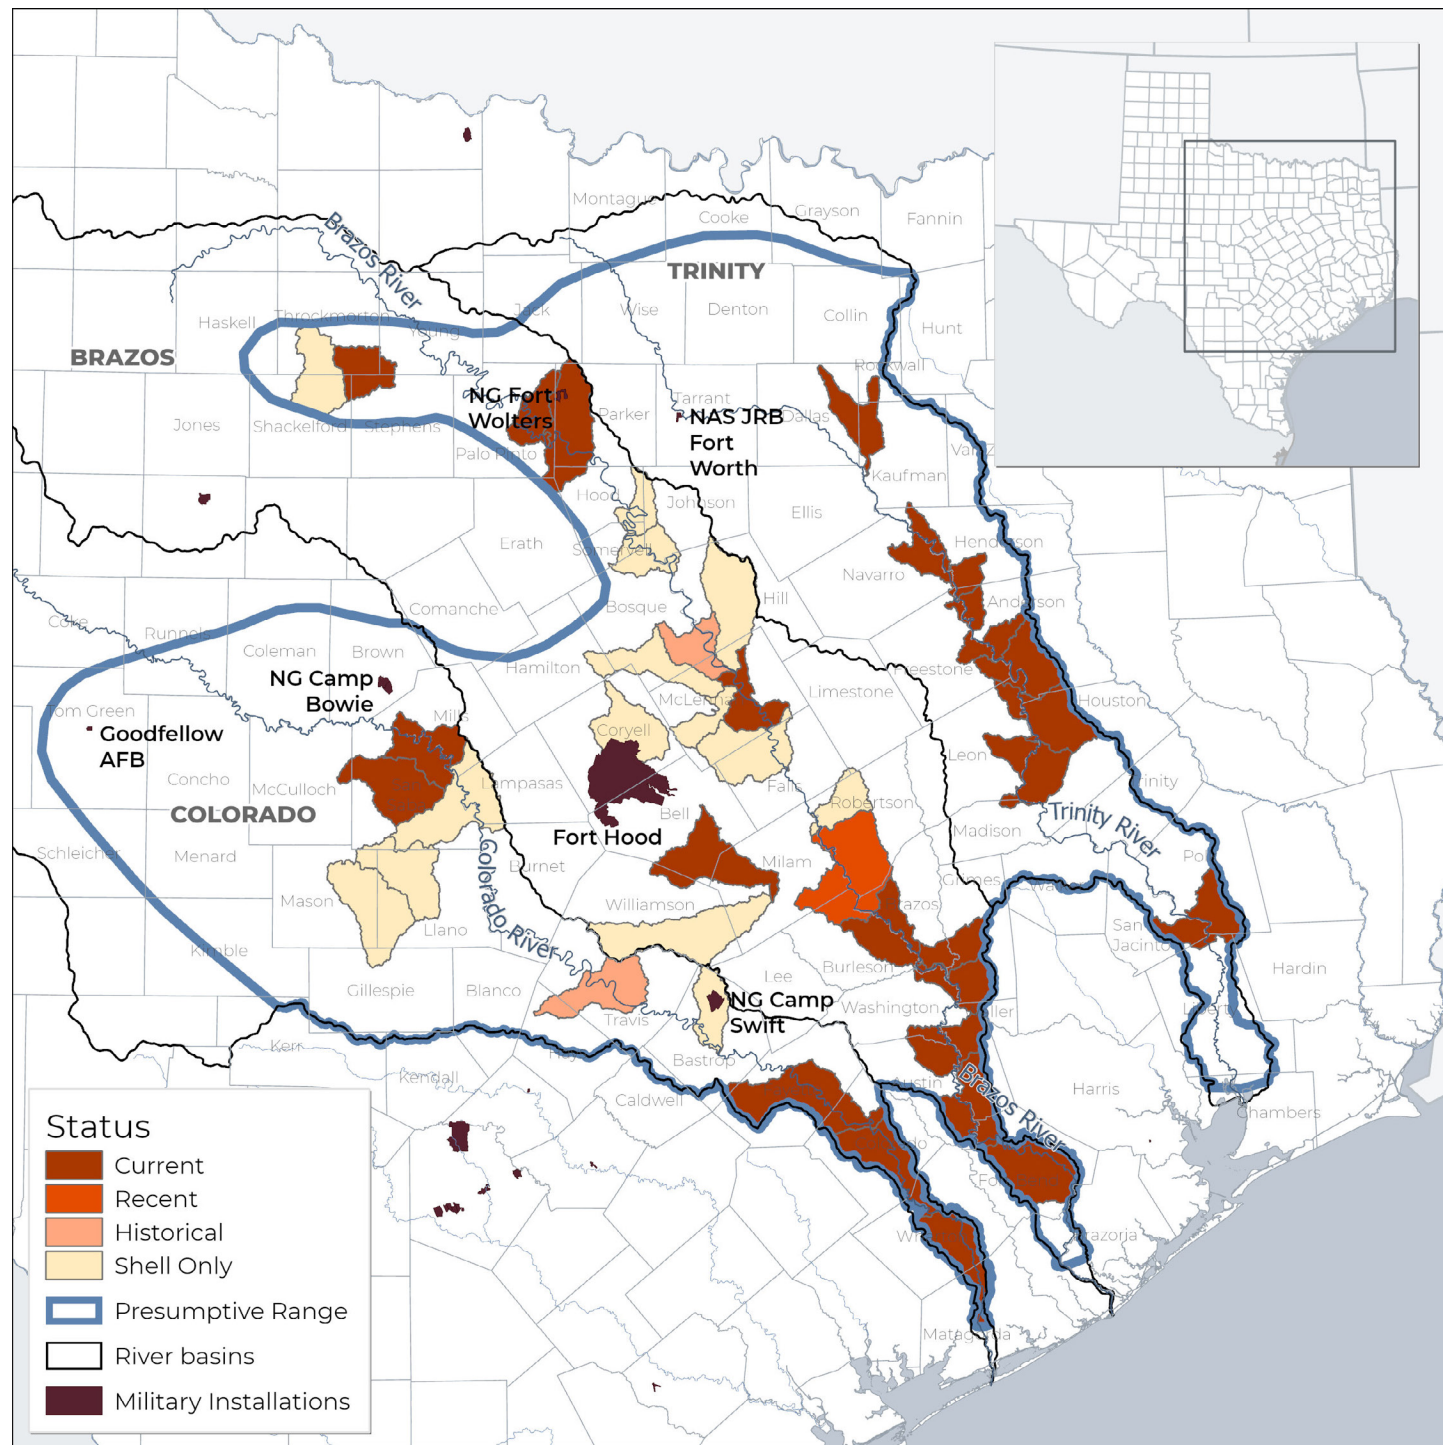 Montague
Cooke
Grayson
Fannin
Brazos River
TRINITY
Haskell
Throckmorton
Young
Jack
Wise
Denton
Collin
Hunt
BRAZOS
Rockwall
NG Fort
Wolters
Parker
Tarrant
NAS JRB
Fort
Worth
Dallas
Jones
Shackelford
Stephens
Palo Pinto
Kaufman
Hood
Johnson
Ellis
Erath
Somervell
Henderson
Navarro
Comanche
Bosque
Hill
Anderson
Coke
Runnels
Coleman
Brown
Hamilton
Freestone
NG Camp
Bowie
McLennan
Limestone
Houston
Tom Green
Goodfellow
AFB
Mills
Coryell
Leon
Concho
McCulloch
Lampasas
Falls
Trinity
COLORADO
Bell
Robertson
Fort Hood
Madison
Trinity River
Schleicher
Menard
Colorado River
Burnet
Milam
Polk
Mason
Williamson
Brazos
Grimes
Llano
San
Jacinto
Kimble
Gillespie
Blanco
Lee
Burleson
Hardin
NG Camp
Swift
Washington
Waller
Liberty
Travis
Kerr
Hays
Bastrop
Kendall
Caldwell
Austin
Brazos River
Harris
Chambers
Brazoria
Matagorda
Status
Current
Recent
Historical
Shell Only
Presumptive Range
River basins
Military Installations